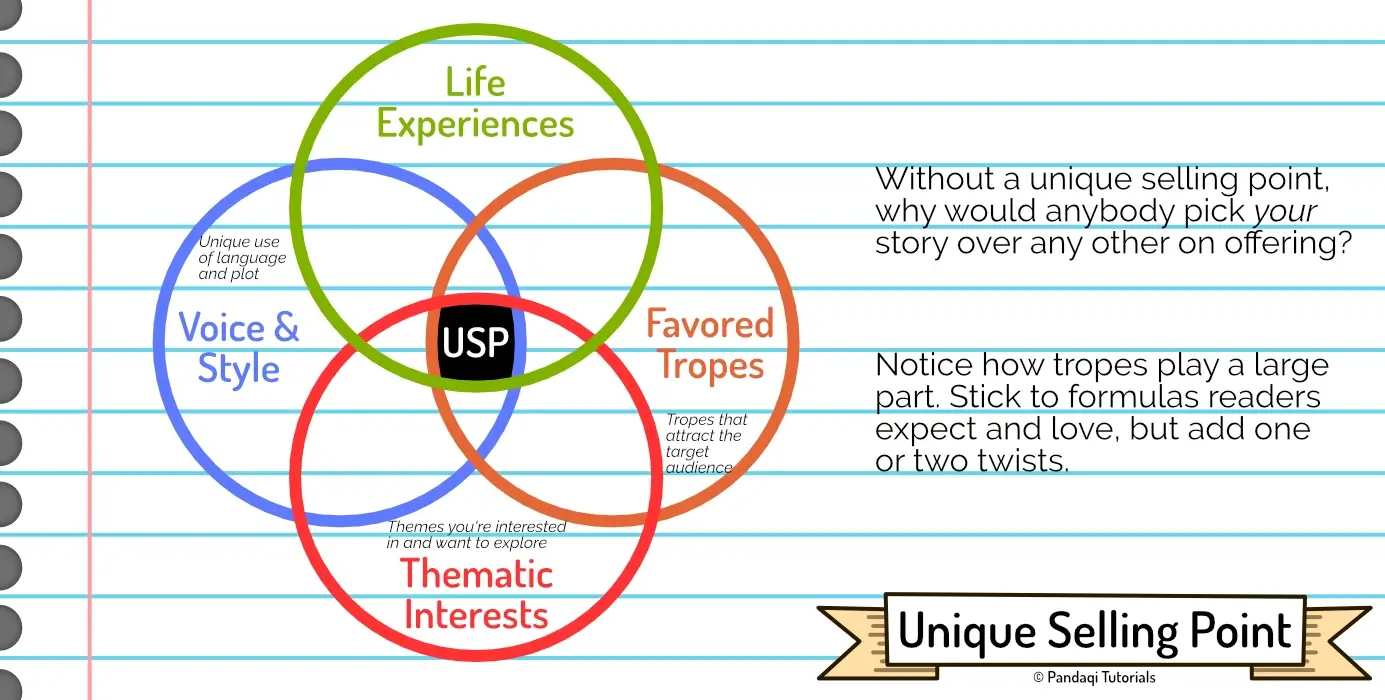 Life
Experiences
Unique use
of language
and plot
Voice &
Style
USP
Favored
Tropes
Tropes that
attract the
target
audience
Themes you're interested
in and want to explore
Thematic
Interests
Without a unique selling point,
why would anybody pick your
story over any other on offering?
Notice how tropes play a large
part. Stick to formulas readers
expect and love, but add one
or two twists.
Unique Selling Point
© Pandaqi Tutorials